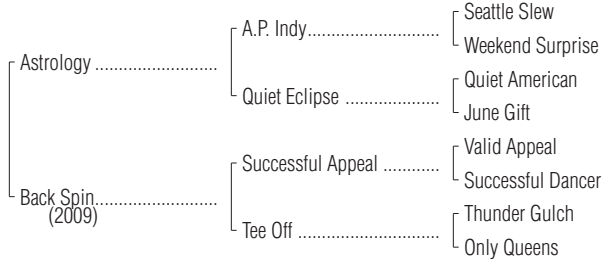 Seattle Slew
A.P. Indy..............................
Weekend Surprise
Astrology ............................
Quiet American
Quiet Eclipse ......................
June Gift
Valid Appeal
Successful Appeal .............
Successful Dancer
Back Spin............................
(2009)
Thunder Gulch
Tee Off .................................
Only Queens